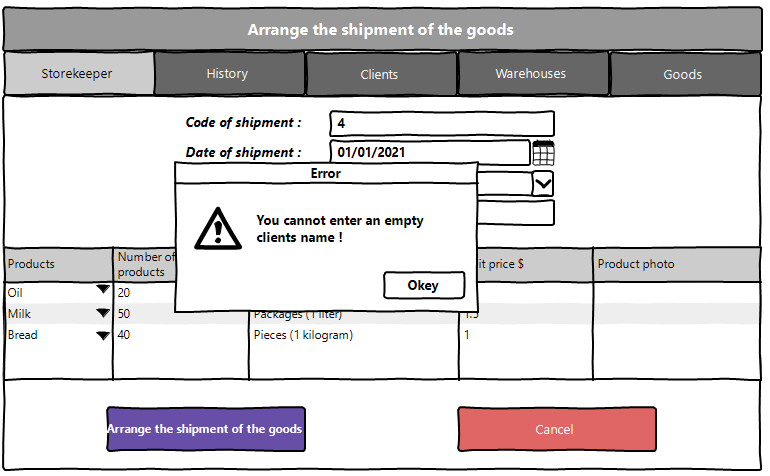 Arrange the shipment of the goods
Storekeeper History Clients Warehouses Goods
Code of shipment : 4
Date of shipment : 01/01/2021
Error
You cannot enter an empty
clients name !
Okey
Products Number of products price $ Product photo
Oil 20
Milk 50 Packages (1 liter) 1.5
Bread 40 Pieces (1 kilogram) 1
Arrange the shipment of the goods Cancel